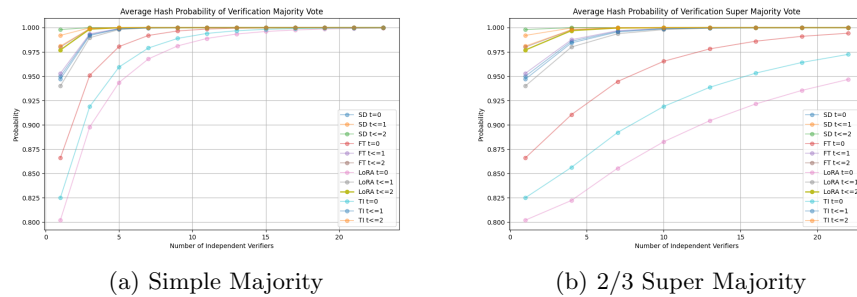 Average Hash Probability of Verification Majority Vote
1.000
0.975
0.950
0.925
0.900
0.875
0.850
0.825
0.800
Probability
0
5
10
15
20
Number of Independent Verifiers
SD t=0
SD t<=1
SD t<=2
FT t=0
FT t<=1
FT t<=2
LoRA t=0
LoRA t<=1
LoRA t<=2
TI t=0
TI t<=1
TI t<=2
(a) Simple Majority
Average Hash Probability of Verification Super Majority Vote
1.000
0.975
0.950
0.925
0.900
0.875
0.850
0.825
0.800
Probability
0
5
10
15
20
Number of Independent Verifiers
SD t=0
SD t<=1
SD t<=2
FT t=0
FT t<=1
FT t<=2
LoRA t=0
LoRA t<=1
LoRA t<=2
TI t=0
TI t<=1
TI t<=2
(b) 2/3 Super Majority